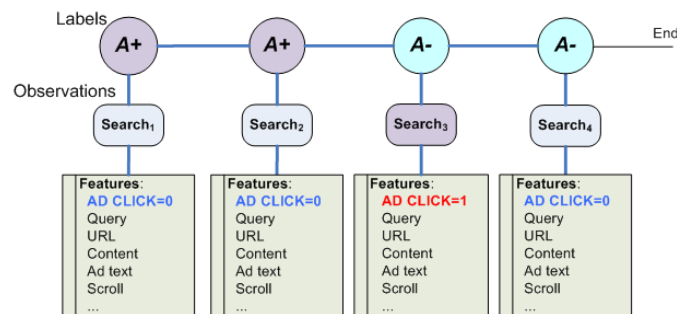 Labels
A+ A+ A- A- End
Observations
Search1 Search2 Search3 Search4
Features: Features: Features: Features:
AD CLICK=0 AD CLICK=0 AD CLICK=1 AD CLICK=0
Query Query Query Query
URL URL URL URL
Content Content Content Content
Ad text Ad text Ad text Ad text
Scroll Scroll Scroll Scroll
... ... ... ...